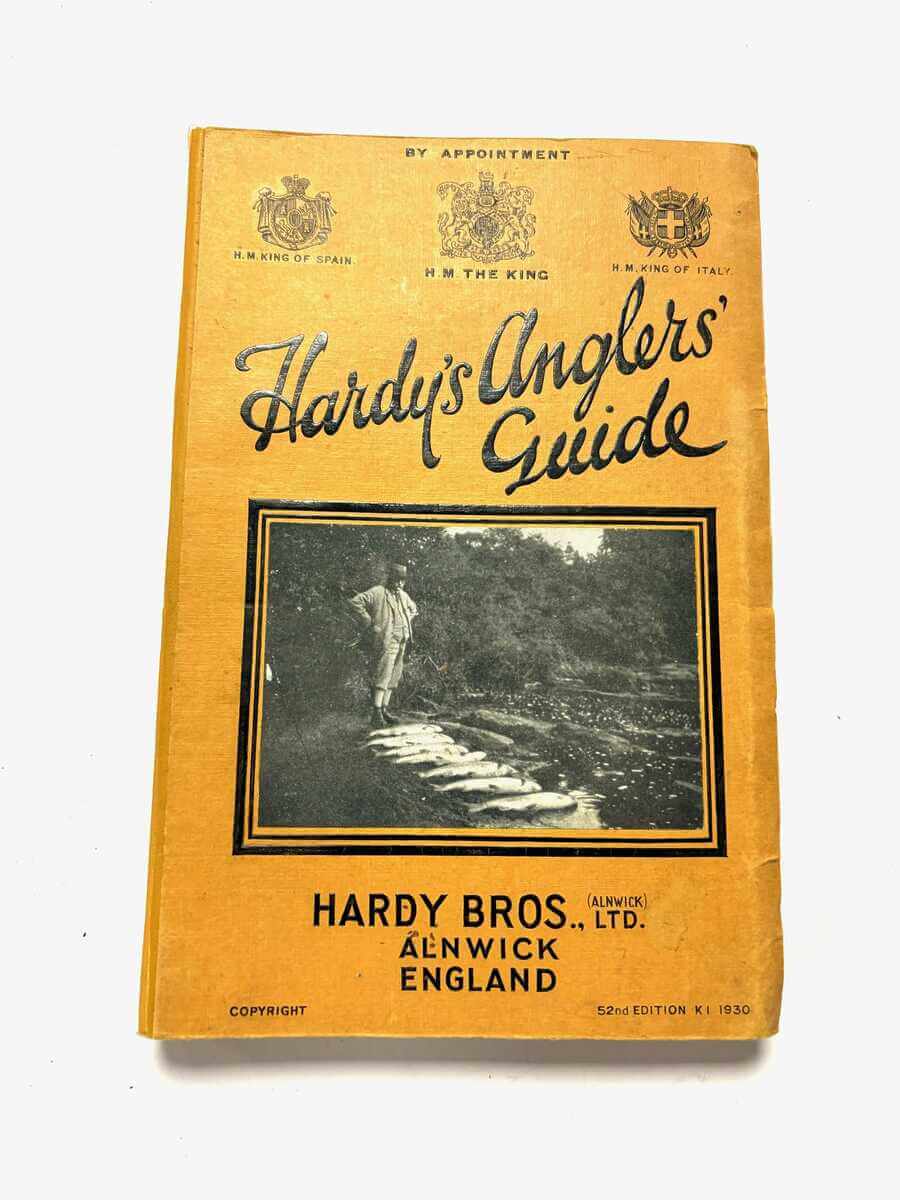 BY APPOINTMENT
H.M. KING OF SPAIN.
H.M. THE KING
H.M. KING OF ITALY.
Hardy's Anglers'
Guide
HARDY BROS., (ALNWICK) LTD.
ALNWICK
ENGLAND
COPYRIGHT
52nd EDITION K I 1930